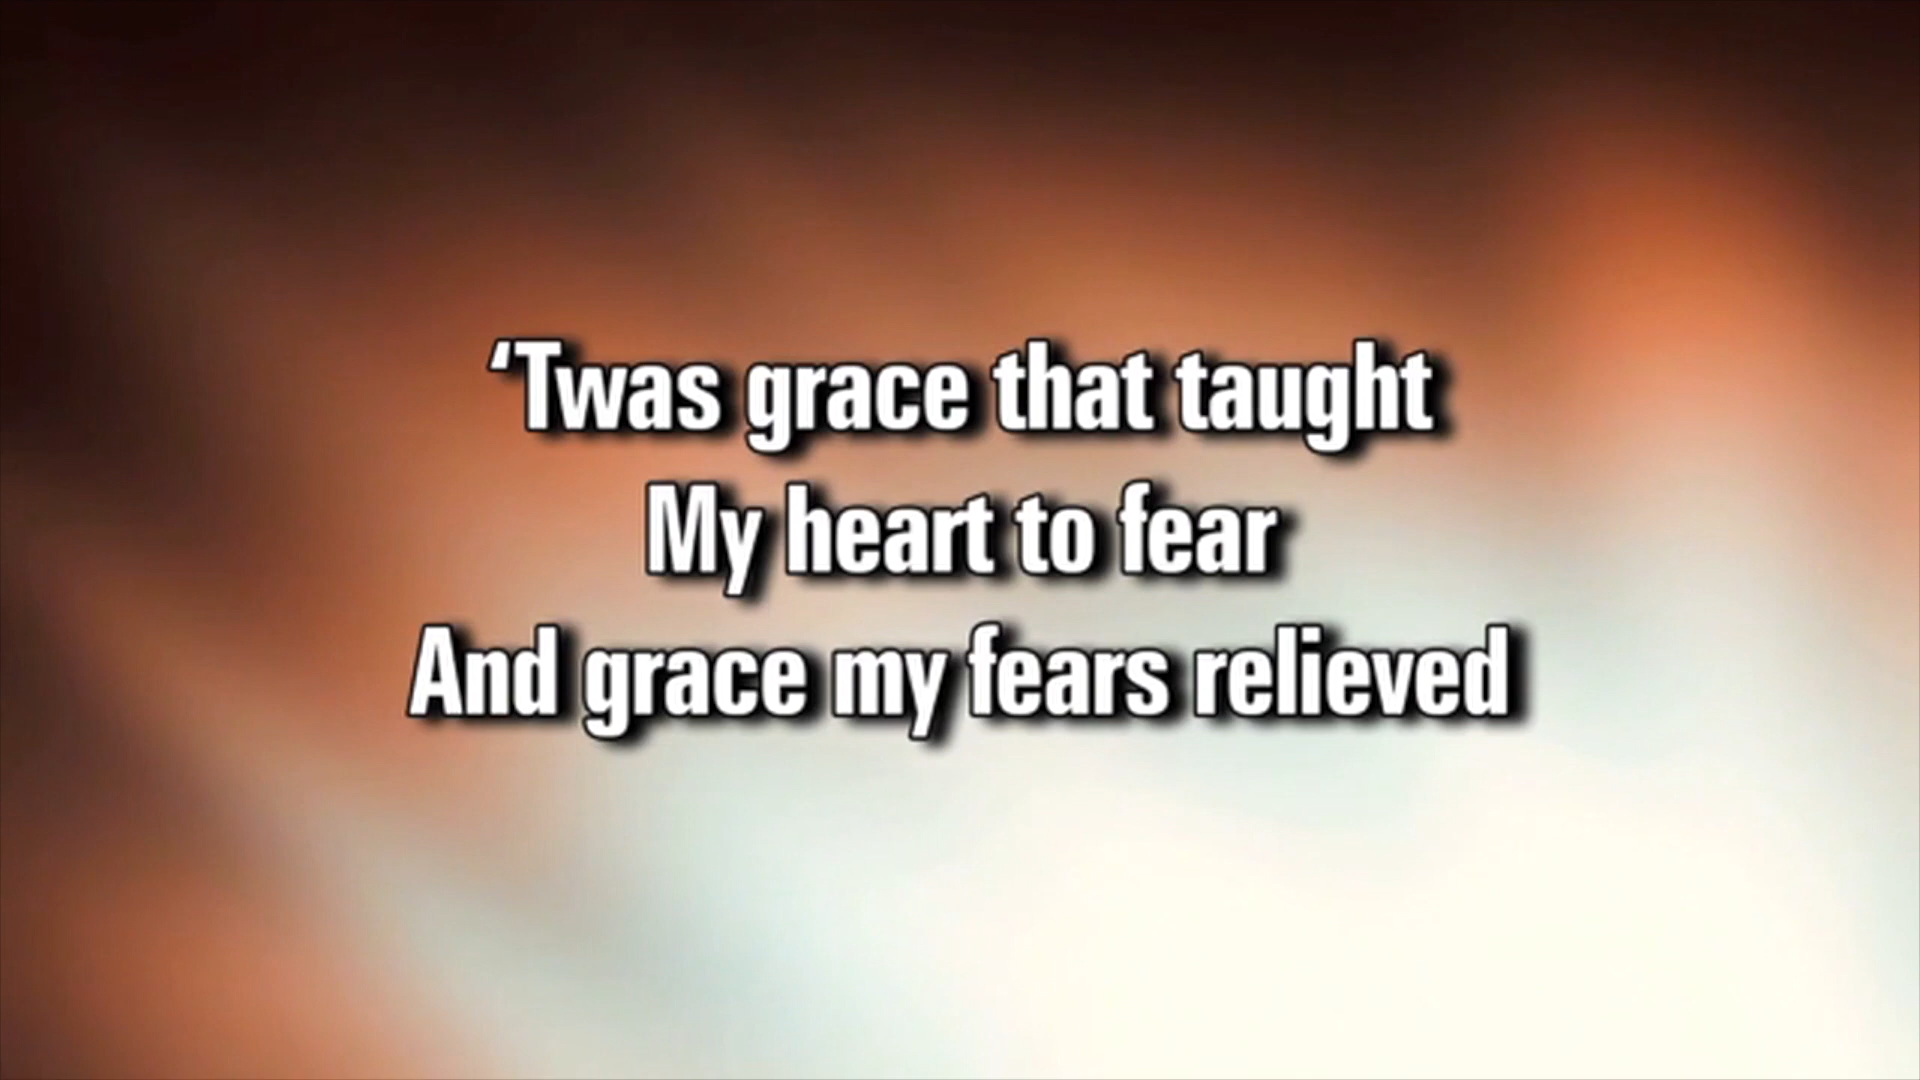 ‘Twas grace that taught
My heart to fear
And grace my fears relieved